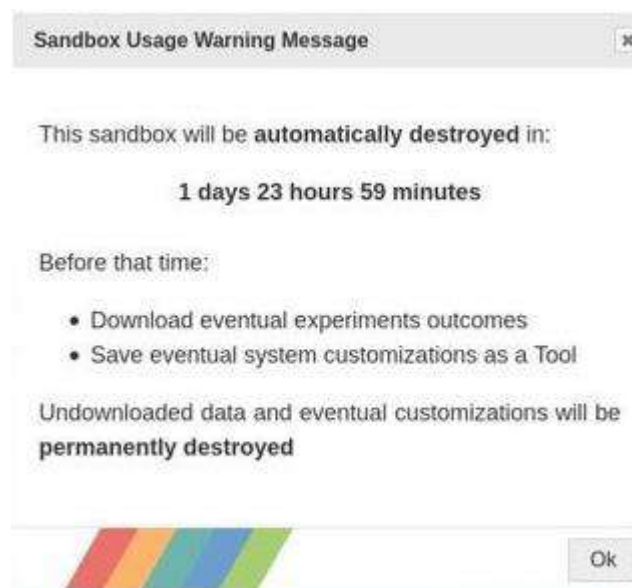 Sandbox Usage Warning Message
This sandbox will be automatically destroyed in:
1 days 23 hours 59 minutes
Before that time:
• Download eventual experiments outcomes
• Save eventual system customizations as a Tool
Undownloaded data and eventual customizations will be
permanently destroyed
Ok